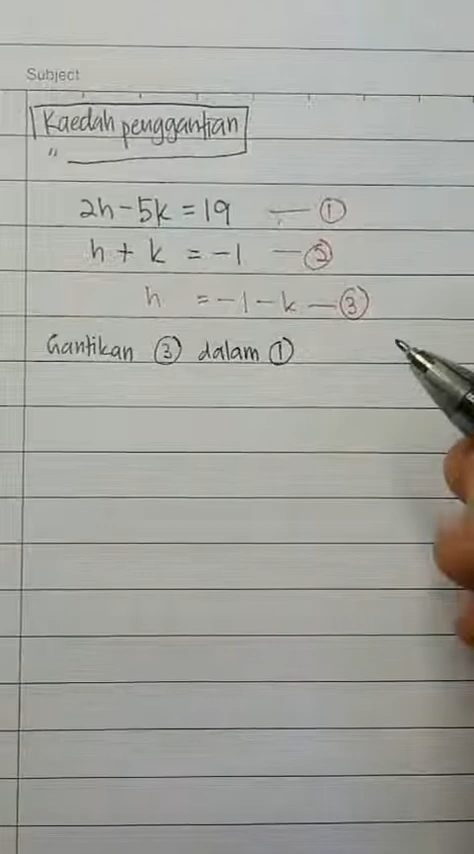 Subject
Kaedah penggantian
"
2h - 5k = 19 — ①
h + k = -1 — ②
h = -1 - k — ③
Gantikan ③ dalam ①